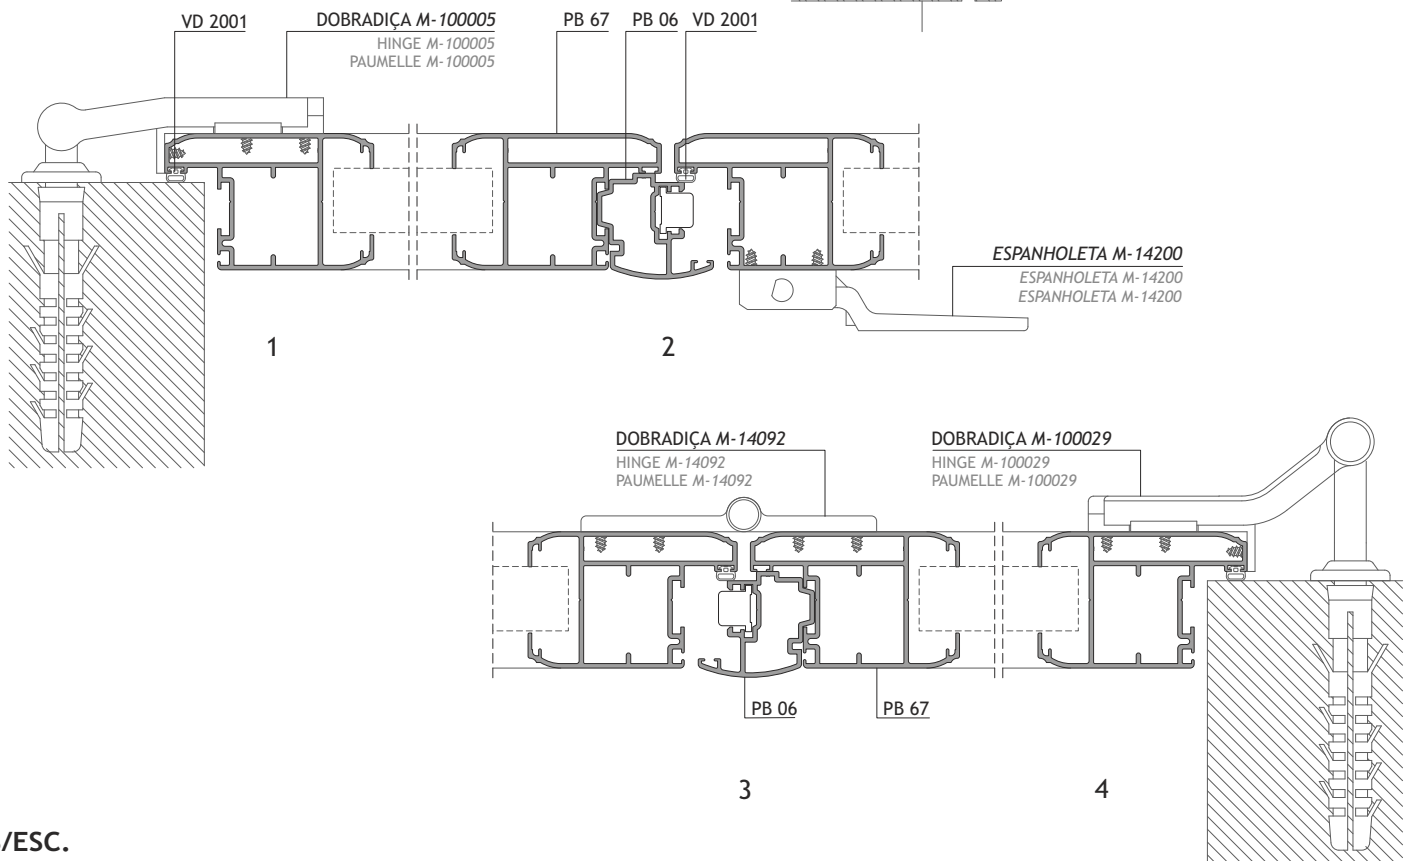 VD 2001
DOBRADIÇA M-100005
HINGE M-100005
PAUMELLE M-100005
PB 67
PB 06
VD 2001
ESPANHOLETA M-14200
ESPANHOLETA M-14200
ESPANHOLETA M-14200
1
2
DOBRADIÇA M-14092
HINGE M-14092
PAUMELLE M-14092
DOBRADIÇA M-100029
HINGE M-100029
PAUMELLE M-100029
PB 06
PB 67
3
4
/ESC.